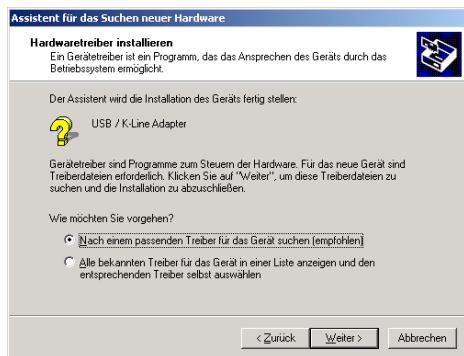 Assistent für das Suchen neuer Hardware
Hardwaretreiber installieren
Ein Gerätetreiber ist ein Programm, das das Ansprechen des Geräts durch das
Betriebssystem ermöglicht.
Der Assistent wird die Installation des Geräts fertig stellen:
USB / K-Line Adapter
Gerätetreiber sind Programme zum Steuern der Hardware. Für das neue Gerät sind
Treiberdateien erforderlich. Klicken Sie auf "Weiter", um diese Treiberdateien zu
suchen und die Installation zu abzuschließen.
Wie möchten Sie vorgehen?
Nach einem passenden Treiber für das Gerät suchen (empfohlen)
Alle bekannten Treiber für das Gerät in einer Liste anzeigen und den
entsprechenden Treiber selbst auswählen
< Zurück
Weiter >
Abbrechen